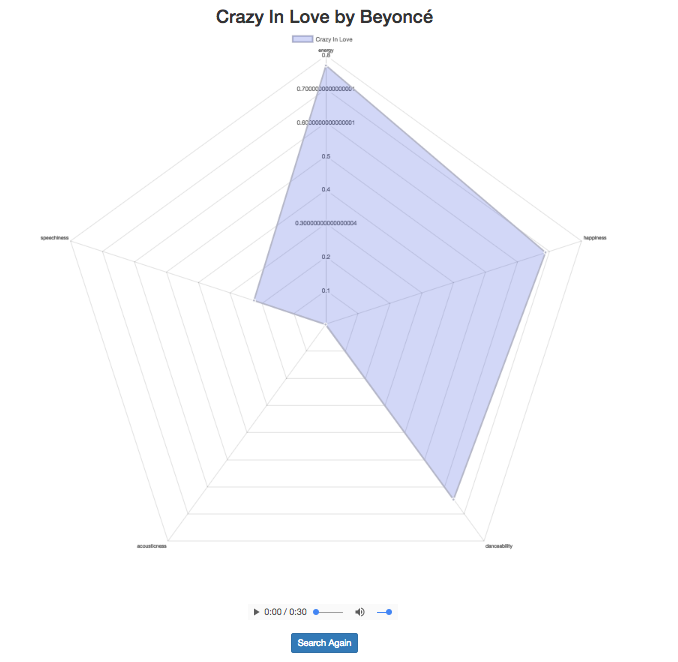 Crazy In Love by Beyoncé
Crazy In Love
energy
0.8
0.7000000000000001
0.6000000000000001
0.5
0.4
0.30000000000000004
0.2
0.1
speechiness
happiness
acousticness
danceability
0:00 / 0:30
Search Again